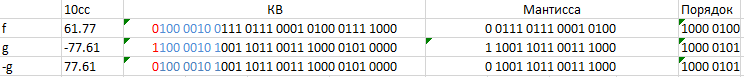 10сс КВ Мантисса Порядок
f 61.77 0100 0010 0111 0111 0001 0100 0111 1000 0 0111 0111 0001 0100 1000 0100
g -77.61 1100 0010 1001 1011 0011 1000 0101 0000 1 1001 1011 0011 1000 1000 0101
-g 77.61 0100 0010 1001 1011 0011 1000 0101 0000 0 1001 1011 0011 1000 1000 0101